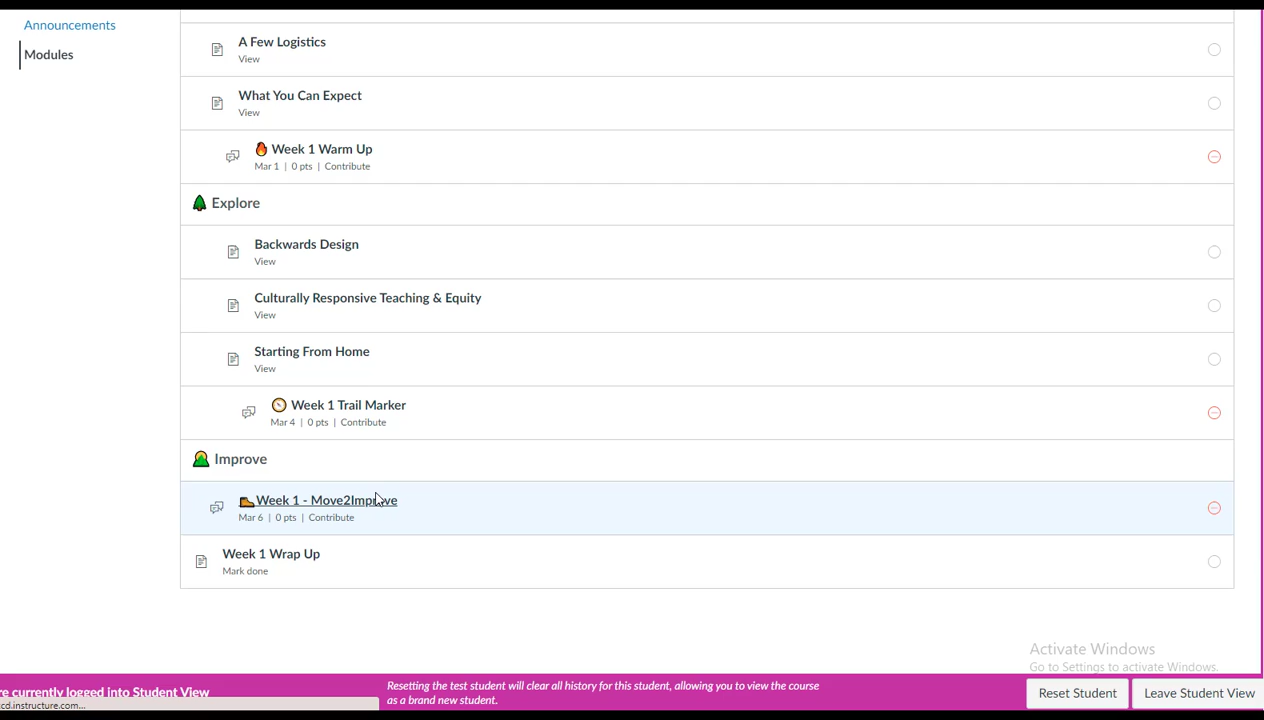 Announcements
Modules
A Few Logistics
View
What You Can Expect
View
Week 1 Warm Up
Mar 1 | 0 pts | Contribute
Explore
Backwards Design
View
Culturally Responsive Teaching & Equity
View
Starting From Home
View
Week 1 Trail Marker
Mar 4 | 0 pts | Contribute
Improve
Week 1 - Move2Improve
Mar 6 | 0 pts | Contribute
Week 1 Wrap Up
Mark done
Activate Windows
Go to Settings to activate Windows.
re currently logged into Student View
Resetting the test student will clear all history for this student, allowing you to view the course
as a brand new student.
Reset Student
Leave Student View
cd.instructure.com...